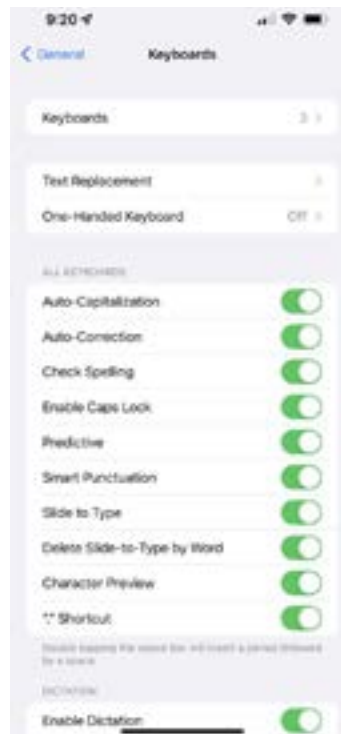 9:20
General
Keyboards
Keyboards
3
Text Replacement
One-Handed Keyboard
Off
ALL KEYBOARDS
Auto-Capitalization
Auto-Correction
Check Spelling
Enable Caps Lock
Predictive
Smart Punctuation
Slide to Type
Delete Slide-to-Type by Word
Character Preview
"." Shortcut
Double tapping the space bar will insert a period followed
by a space.
DICTATION
Enable Dictation